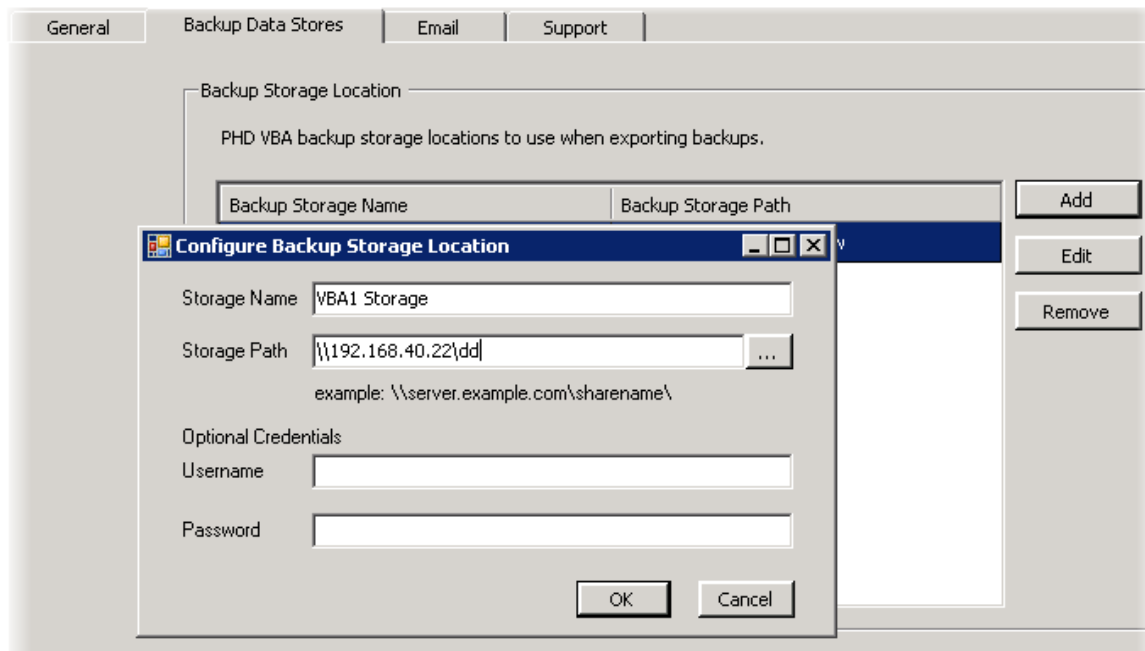 General Backup Data Stores Email Support
Backup Storage Location
PHD VBA backup storage locations to use when exporting backups.
Backup Storage Name Backup Storage Path
Add
Configure Backup Storage Location
Edit
Storage Name VBA1 Storage
Remove
Storage Path \\192.168.40.22\dd ...
example: \\server.example.com\sharename\
Optional Credentials
Username
Password
OK Cancel